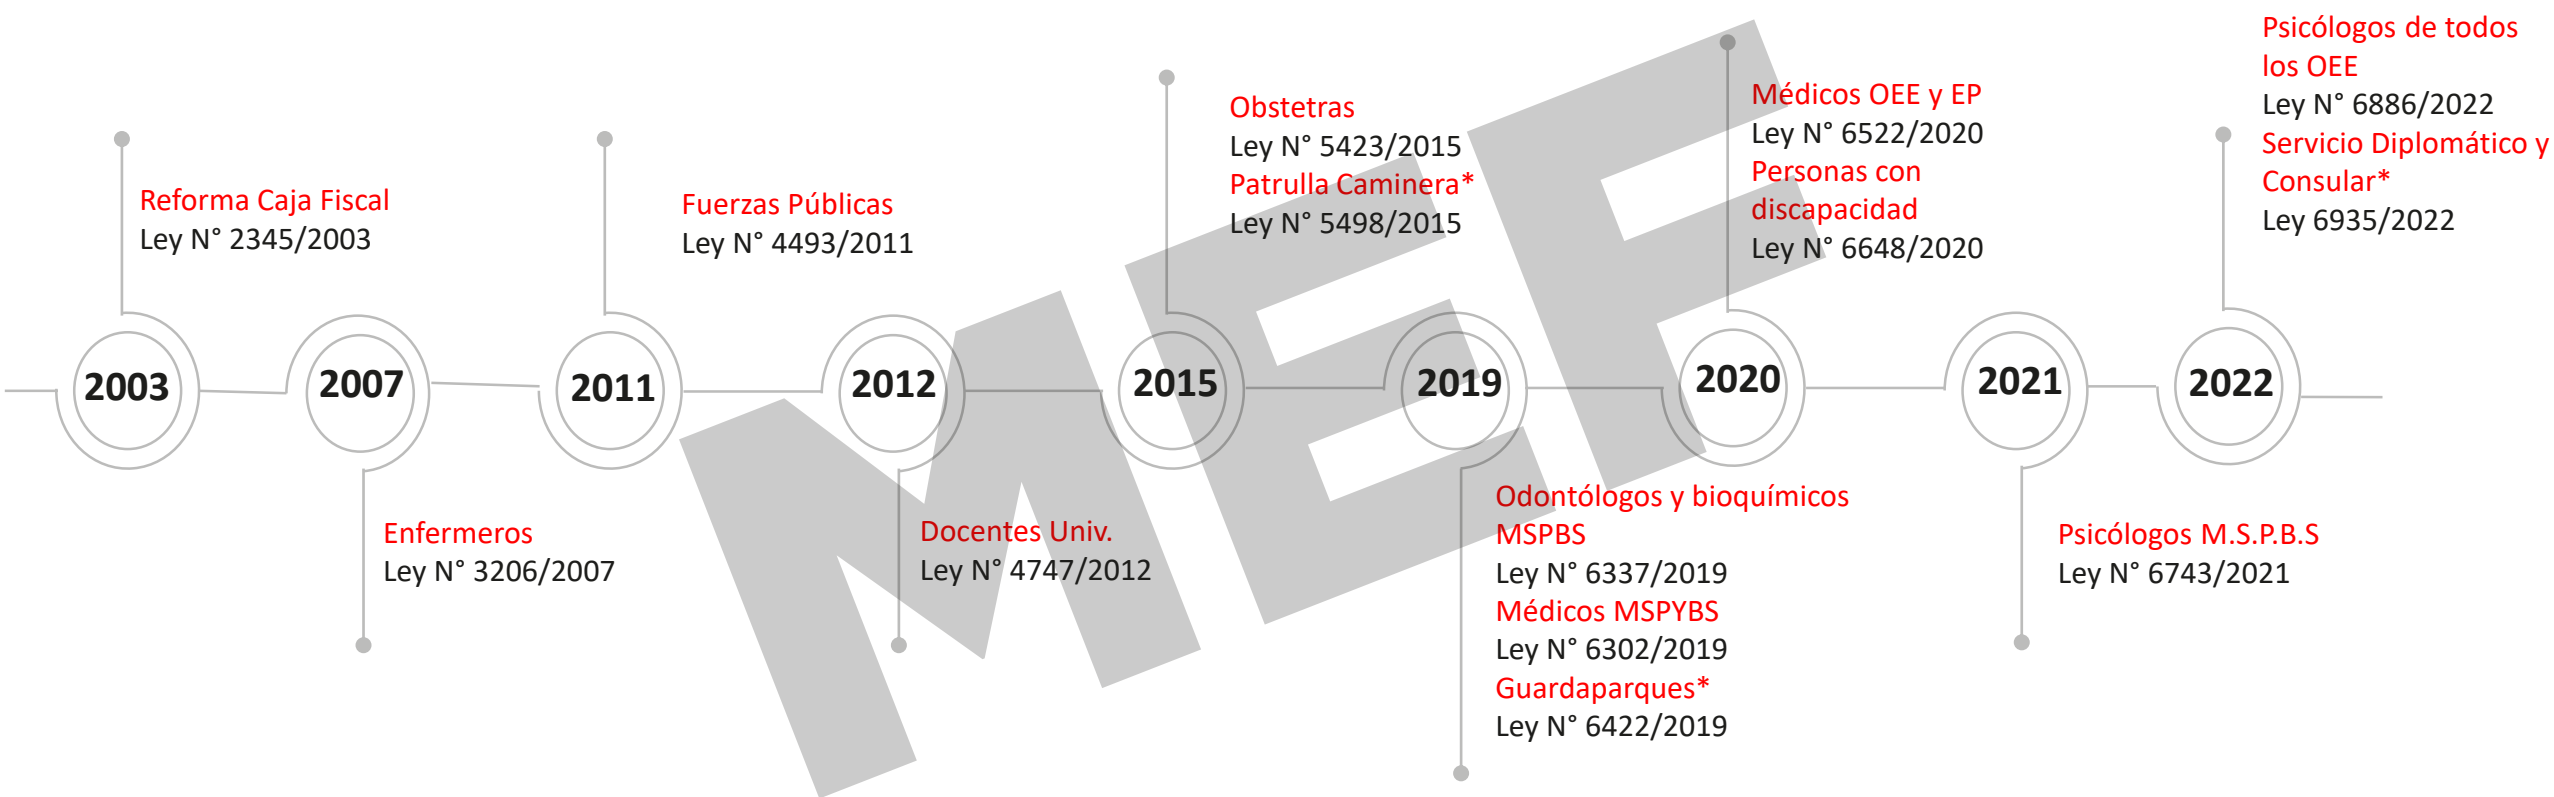 2003
Reforma Caja Fiscal
Ley N° 2345/2003
2007
Enfermeros
Ley N° 3206/2007
2011
Fuerzas Públicas
Ley N° 4493/2011
2012
Docentes Univ.
Ley N° 4747/2012
2015
Obstetras
Ley N° 5423/2015
Patrulla Caminera*
Ley N° 5498/2015
2019
Odontólogos y bioquímicos
MSPBS
Ley N° 6337/2019
Médicos MSPYBS
Ley N° 6302/2019
Guardaparques*
Ley N° 6422/2019
2020
Médicos OEE y EP
Ley N° 6522/2020
Personas con
discapacidad
Ley N° 6648/2020
2021
Psicólogos M.S.P.B.S
Ley N° 6743/2021
2022
Psicólogos de todos
los OEE
Ley N° 6886/2022
Servicio Diplomático y
Consular*
Ley 6935/2022
MEF